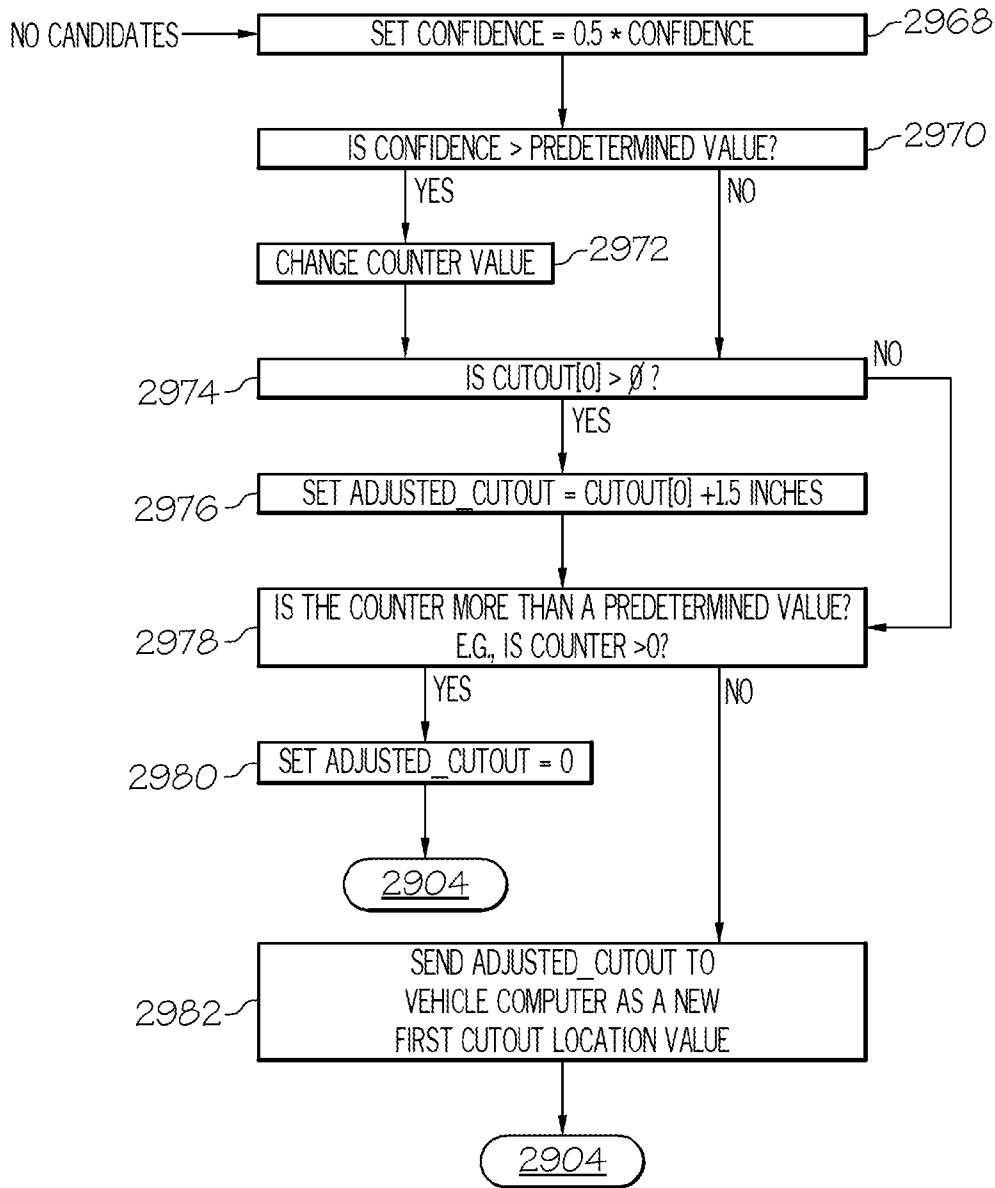 NO CANDIDATES
SET CONFIDENCE = 0.5 * CONFIDENCE
2968
IS CONFIDENCE > PREDETERMINED VALUE?
2970
YES
NO
CHANGE COUNTER VALUE
2972
IS CUTOUT[0] > ∅ ?
2974
NO
YES
SET ADJUSTED_CUTOUT = CUTOUT[0] +1.5 INCHES
2976
IS THE COUNTER MORE THAN A PREDETERMINED VALUE?
E.G., IS COUNTER >0?
2978
YES
NO
SET ADJUSTED_CUTOUT = 0
2980
2904
SEND ADJUSTED_CUTOUT TO
VEHICLE COMPUTER AS A NEW
FIRST CUTOUT LOCATION VALUE
2982
2904